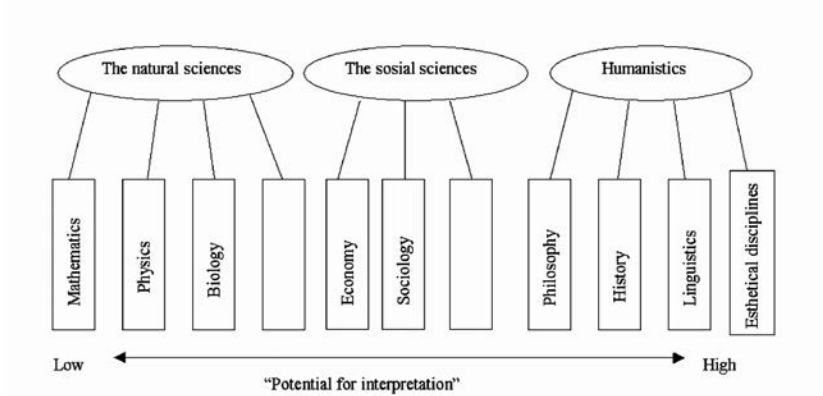 The natural sciences
The sosial sciences
Humanistics
Mathematics
Physics
Biology
Economy
Sociology
Philosophy
History
Linguistics
Esthetical disciplines
Low
High
“Potential for interpretation”